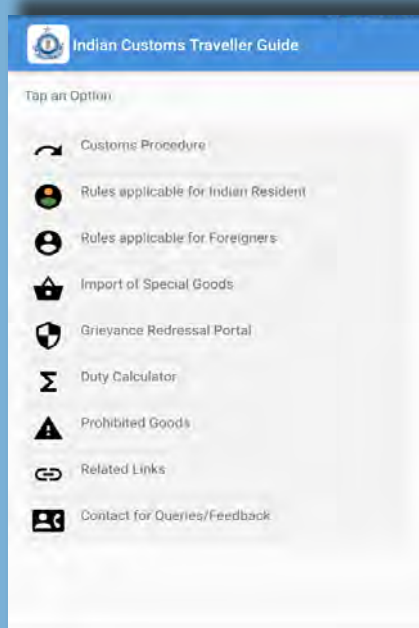 Indian Customs Traveller Guide
Tap an Option
Customs Procedure
Rules applicable for Indian Resident
Rules applicable for Foreigners
Import of Special Goods
Grievance Redressal Portal
Duty Calculator
Prohibited Goods
Related Links
Contact for Queries/Feedback